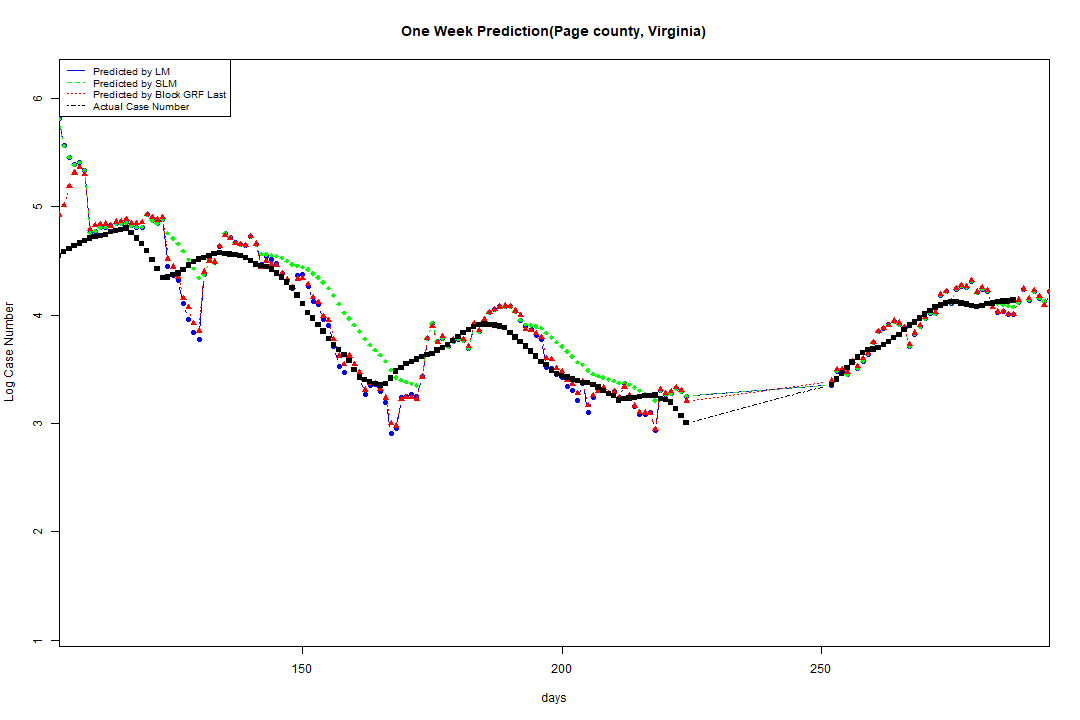 One Week Prediction(Page county, Virginia)
Predicted by LM
Predicted by SLM
Predicted by Block GRF Last
Actual Case Number
6
5
4
3
2
1
Log Case Number
150
200
250
days